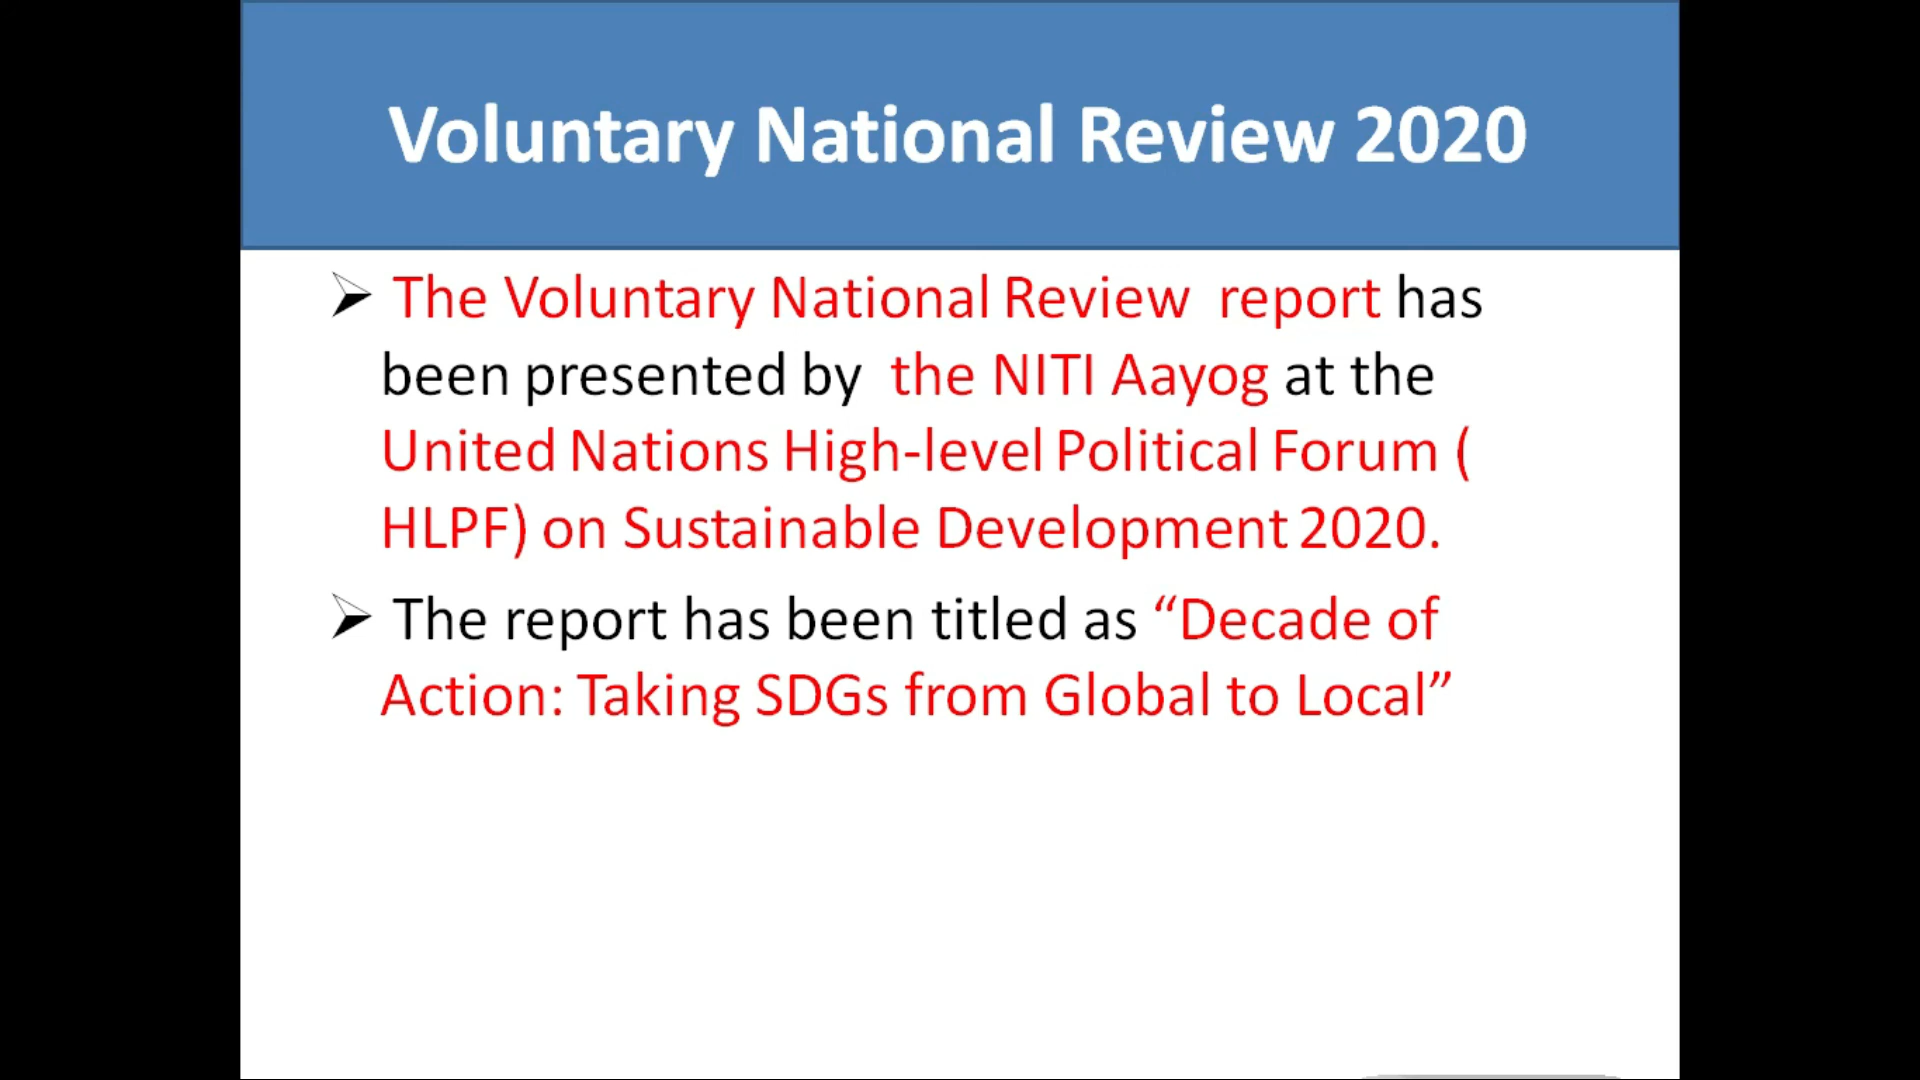 Voluntary National Review 2020
➢ The Voluntary National Review report has
been presented by the NITI Aayog at the
United Nations High-level Political Forum (
HLPF) on Sustainable Development 2020.
➢ The report has been titled as “Decade of
Action: Taking SDGs from Global to Local”